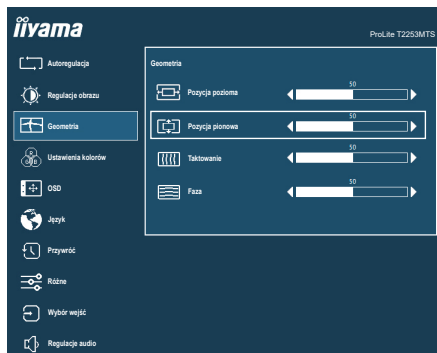 iiyama
ProLite T2253MTS
Autoregulacja
Regulacje obrazu
Geometria
Ustawienia kolorów
R
G B
OSD
Język
Przywróć
Różne
Wybór wejść
Regulacje audio
Geometria
Pozycja pozioma
50
Pozycja pionowa
50
Taktowanie
50
Faza
50